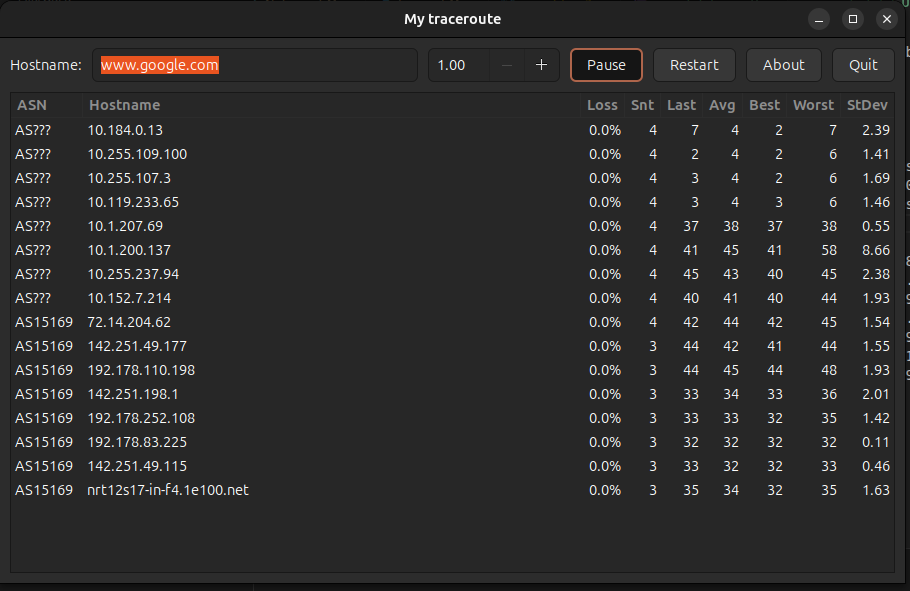 My traceroute
Hostname: www.google.com 1.00 Pause Restart About Quit
ASN Hostname Loss Snt Last Avg Best Worst StDev
AS??? 10.184.0.13 0.0% 4 7 4 2 7 2.39
AS??? 10.255.109.100 0.0% 4 2 4 2 6 1.41
AS??? 10.255.107.3 0.0% 4 3 4 2 6 1.69
AS??? 10.119.233.65 0.0% 4 3 4 3 6 1.46
AS??? 10.1.207.69 0.0% 4 37 38 37 38 0.55
AS??? 10.1.200.137 0.0% 4 41 45 41 58 8.66
AS??? 10.255.237.94 0.0% 4 45 43 40 45 2.38
AS??? 10.152.7.214 0.0% 4 40 41 40 44 1.93
AS15169 72.14.204.62 0.0% 4 42 44 42 45 1.54
AS15169 142.251.49.177 0.0% 3 44 42 41 44 1.55
AS15169 192.178.110.198 0.0% 3 44 45 44 48 1.93
AS15169 142.251.198.1 0.0% 3 33 34 33 36 2.01
AS15169 192.178.252.108 0.0% 3 33 33 32 35 1.42
AS15169 192.178.83.225 0.0% 3 32 32 32 32 0.11
AS15169 142.251.49.115 0.0% 3 33 32 32 33 0.46
AS15169 nrt12s17-in-f4.1e100.net 0.0% 3 35 34 32 35 1.63